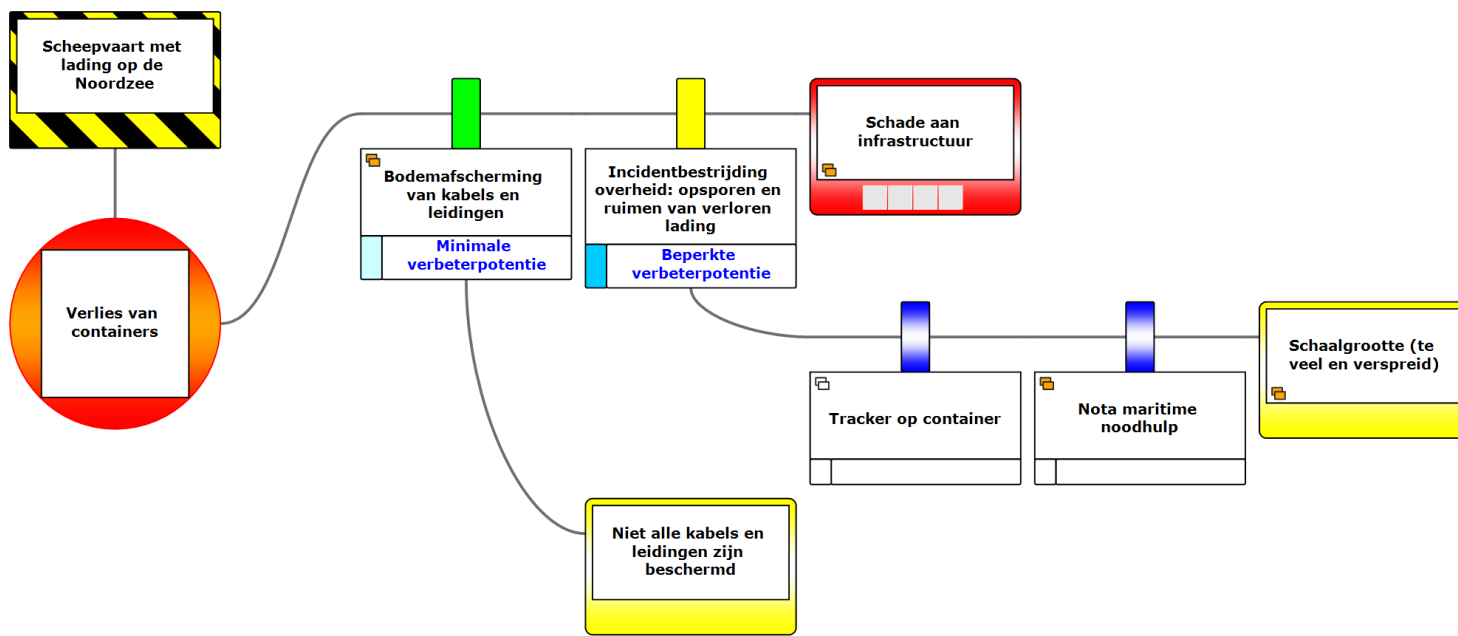 Scheepvaart met
lading op de
Noordzee
Verlies van
containers
Bodemafscherming
van kabels en
leidingen
Minimale
verbeterpotentie
Incidentbestrijding
overheid: opsporen en
ruimen van verloren
lading
Beperkte
verbeterpotentie
Schade aan
infrastructuur
Tracker op container
Nota maritime
noodhulp
Schaalgrootte (te
veel en verspreid)
Niet alle kabels en
leidingen zijn
beschermd